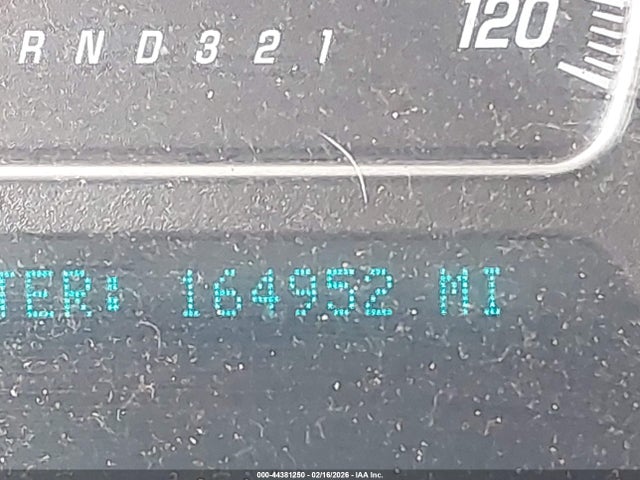 120
R N D 3 2 1
TER: 164952 MI
000-44381250 - 02/16/2026 - IAA Inc.